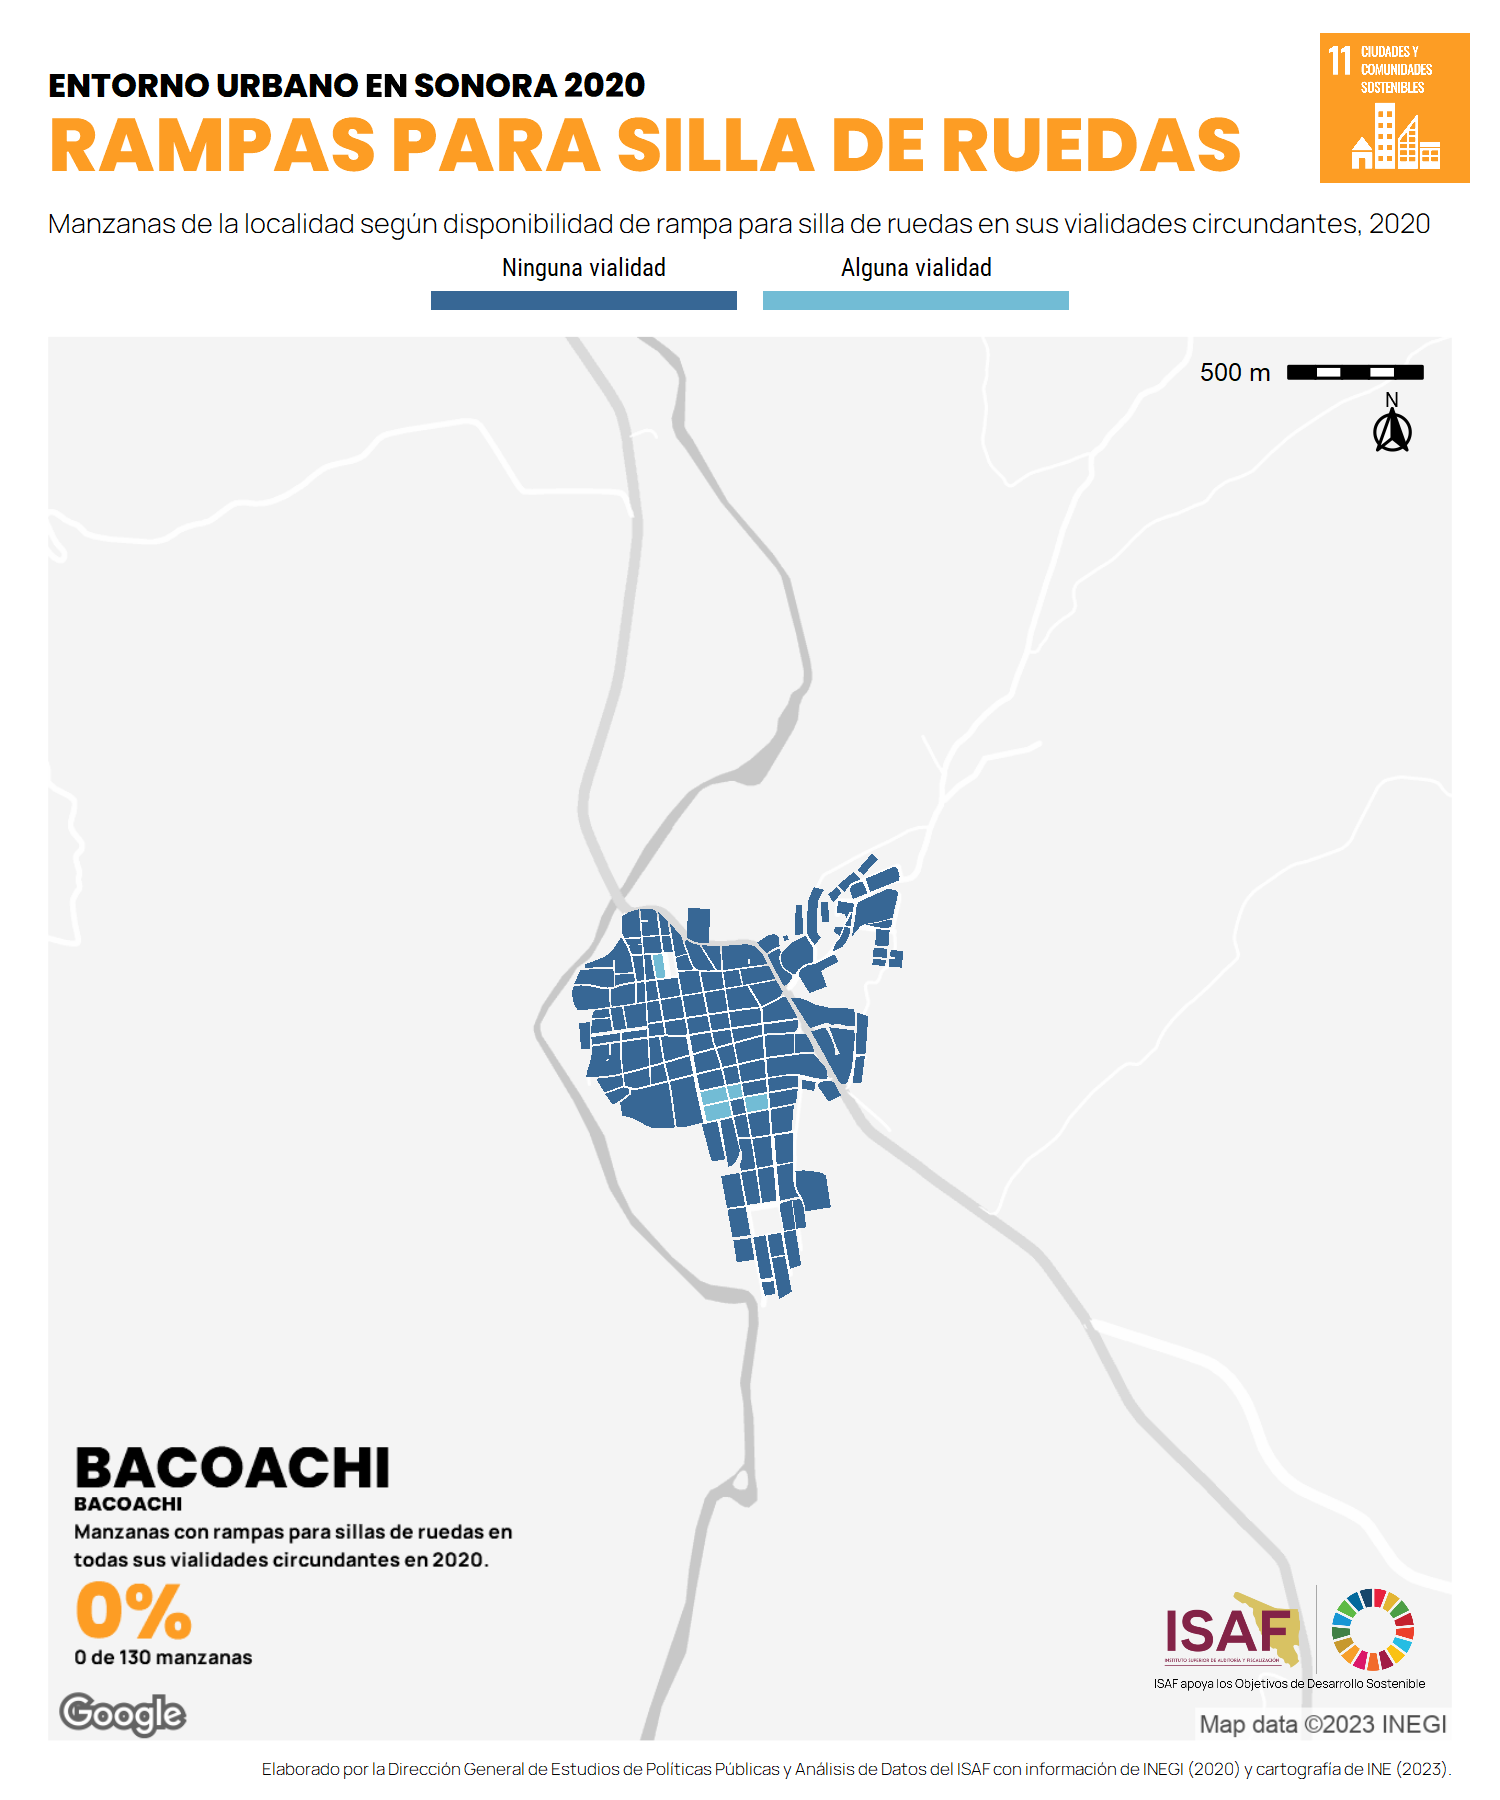 ENTORNO URBANO EN SONORA 2020
RAMPAS PARA SILLA DE RUEDAS
11 CIUDADES Y
COMUNIDADES
SOSTENIBLES
Manzanas de la localidad según disponibilidad de rampa para silla de ruedas en sus vialidades circundantes, 2020
Ninguna vialidad
Alguna vialidad
500 m
N
BACOACHI
BACOACHI
Manzanas con rampas para sillas de ruedas en
todas sus vialidades circundantes en 2020.
0%
0 de 130 manzanas
ISAF
INSTITUTO SUPERIOR DE AUDITORÍA Y FISCALIZACIÓN
ISAF apoya los Objetivos de Desarrollo Sostenible
Google
Map data ©2023 INEGI
Elaborado por la Dirección General de Estudios de Políticas Públicas y Análisis de Datos del ISAF con información de INEGI (2020) y cartografía de INE (2023).